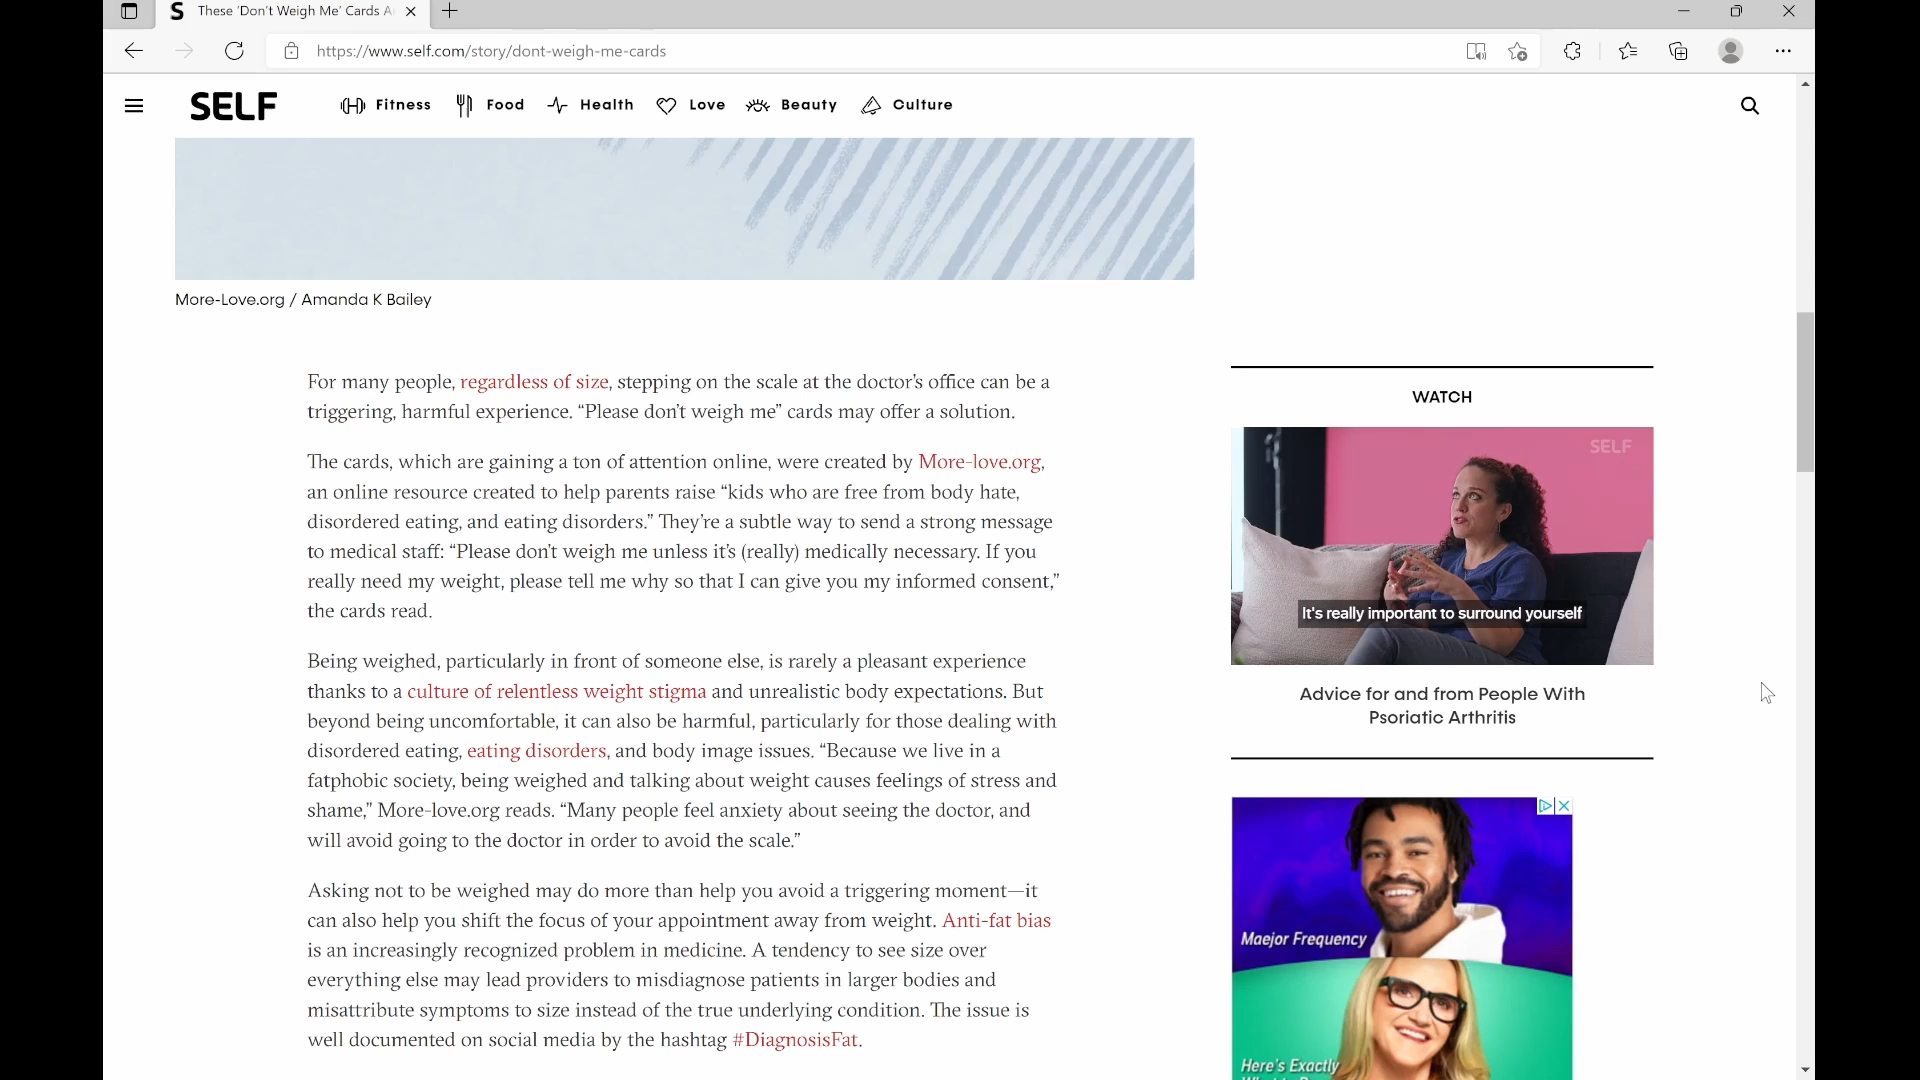 These 'Don't Weigh Me' Cards A
https://www.self.com/story/dont-weigh-me-cards
SELF
Fitness
Food
Health
Love
Beauty
Culture
More-Love.org / Amanda K Bailey
For many people, regardless of size, stepping on the scale at the doctor's office can be a
triggering, harmful experience. “Please don't weigh me” cards may offer a solution.
The cards, which are gaining a ton of attention online, were created by More-love.org,
an online resource created to help parents raise “kids who are free from body hate,
disordered eating, and eating disorders.” They're a subtle way to send a strong message
to medical staff: “Please don't weigh me unless it's (really) medically necessary. If you
really need my weight, please tell me why so that I can give you my informed consent,”
the cards read.
Being weighed, particularly in front of someone else, is rarely a pleasant experience
thanks to a culture of relentless weight stigma and unrealistic body expectations. But
beyond being uncomfortable, it can also be harmful, particularly for those dealing with
disordered eating, eating disorders, and body image issues. “Because we live in a
fatphobic society, being weighed and talking about weight causes feelings of stress and
shame,” More-love.org reads. “Many people feel anxiety about seeing the doctor, and
will avoid going to the doctor in order to avoid the scale.”
Asking not to be weighed may do more than help you avoid a triggering moment—it
can also help you shift the focus of your appointment away from weight. Anti-fat bias
is an increasingly recognized problem in medicine. A tendency to see size over
everything else may lead providers to misdiagnose patients in larger bodies and
misattribute symptoms to size instead of the true underlying condition. The issue is
well documented on social media by the hashtag #DiagnosisFat.
WATCH
SELF
It's really important to surround yourself
Advice for and from People With
Psoriatic Arthritis
Maejor Frequency
Here's Exactly